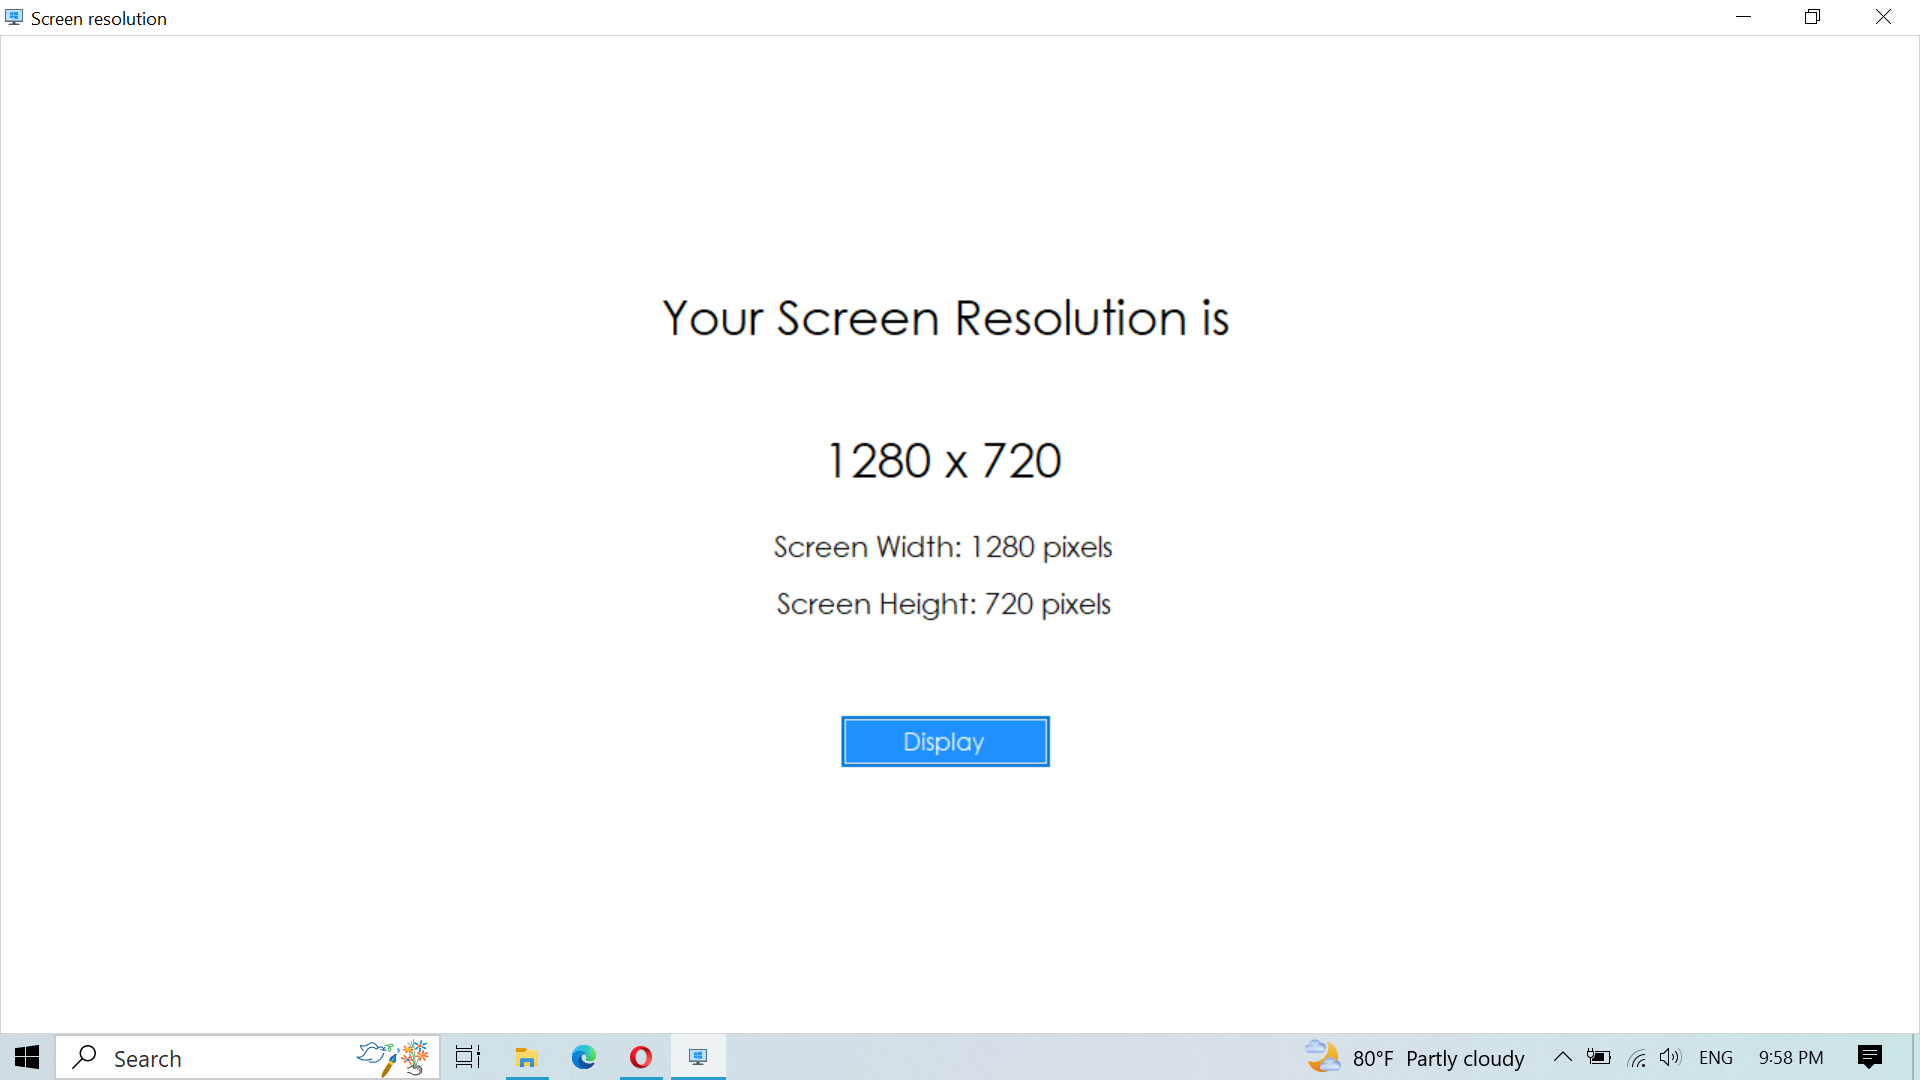 Screen resolution
Your Screen Resolution is
1280 x 720
Screen Width: 1280 pixels
Screen Height: 720 pixels
Display
Search
80°F Partly cloudy
ENG
9:58 PM